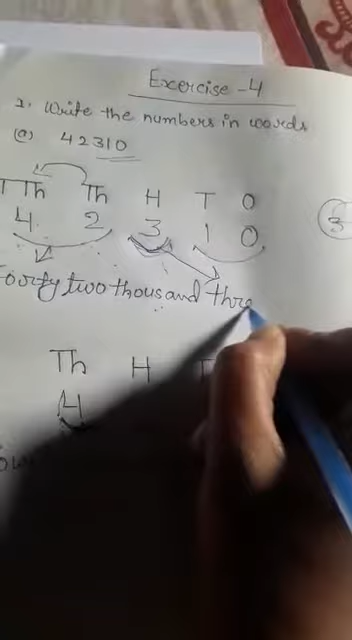 Exercise - 4
1. Write the numbers in words
@ 42310
T Th Th H T O
4 2 3 1 0
3
Forty two thousand thre
Th H T
4